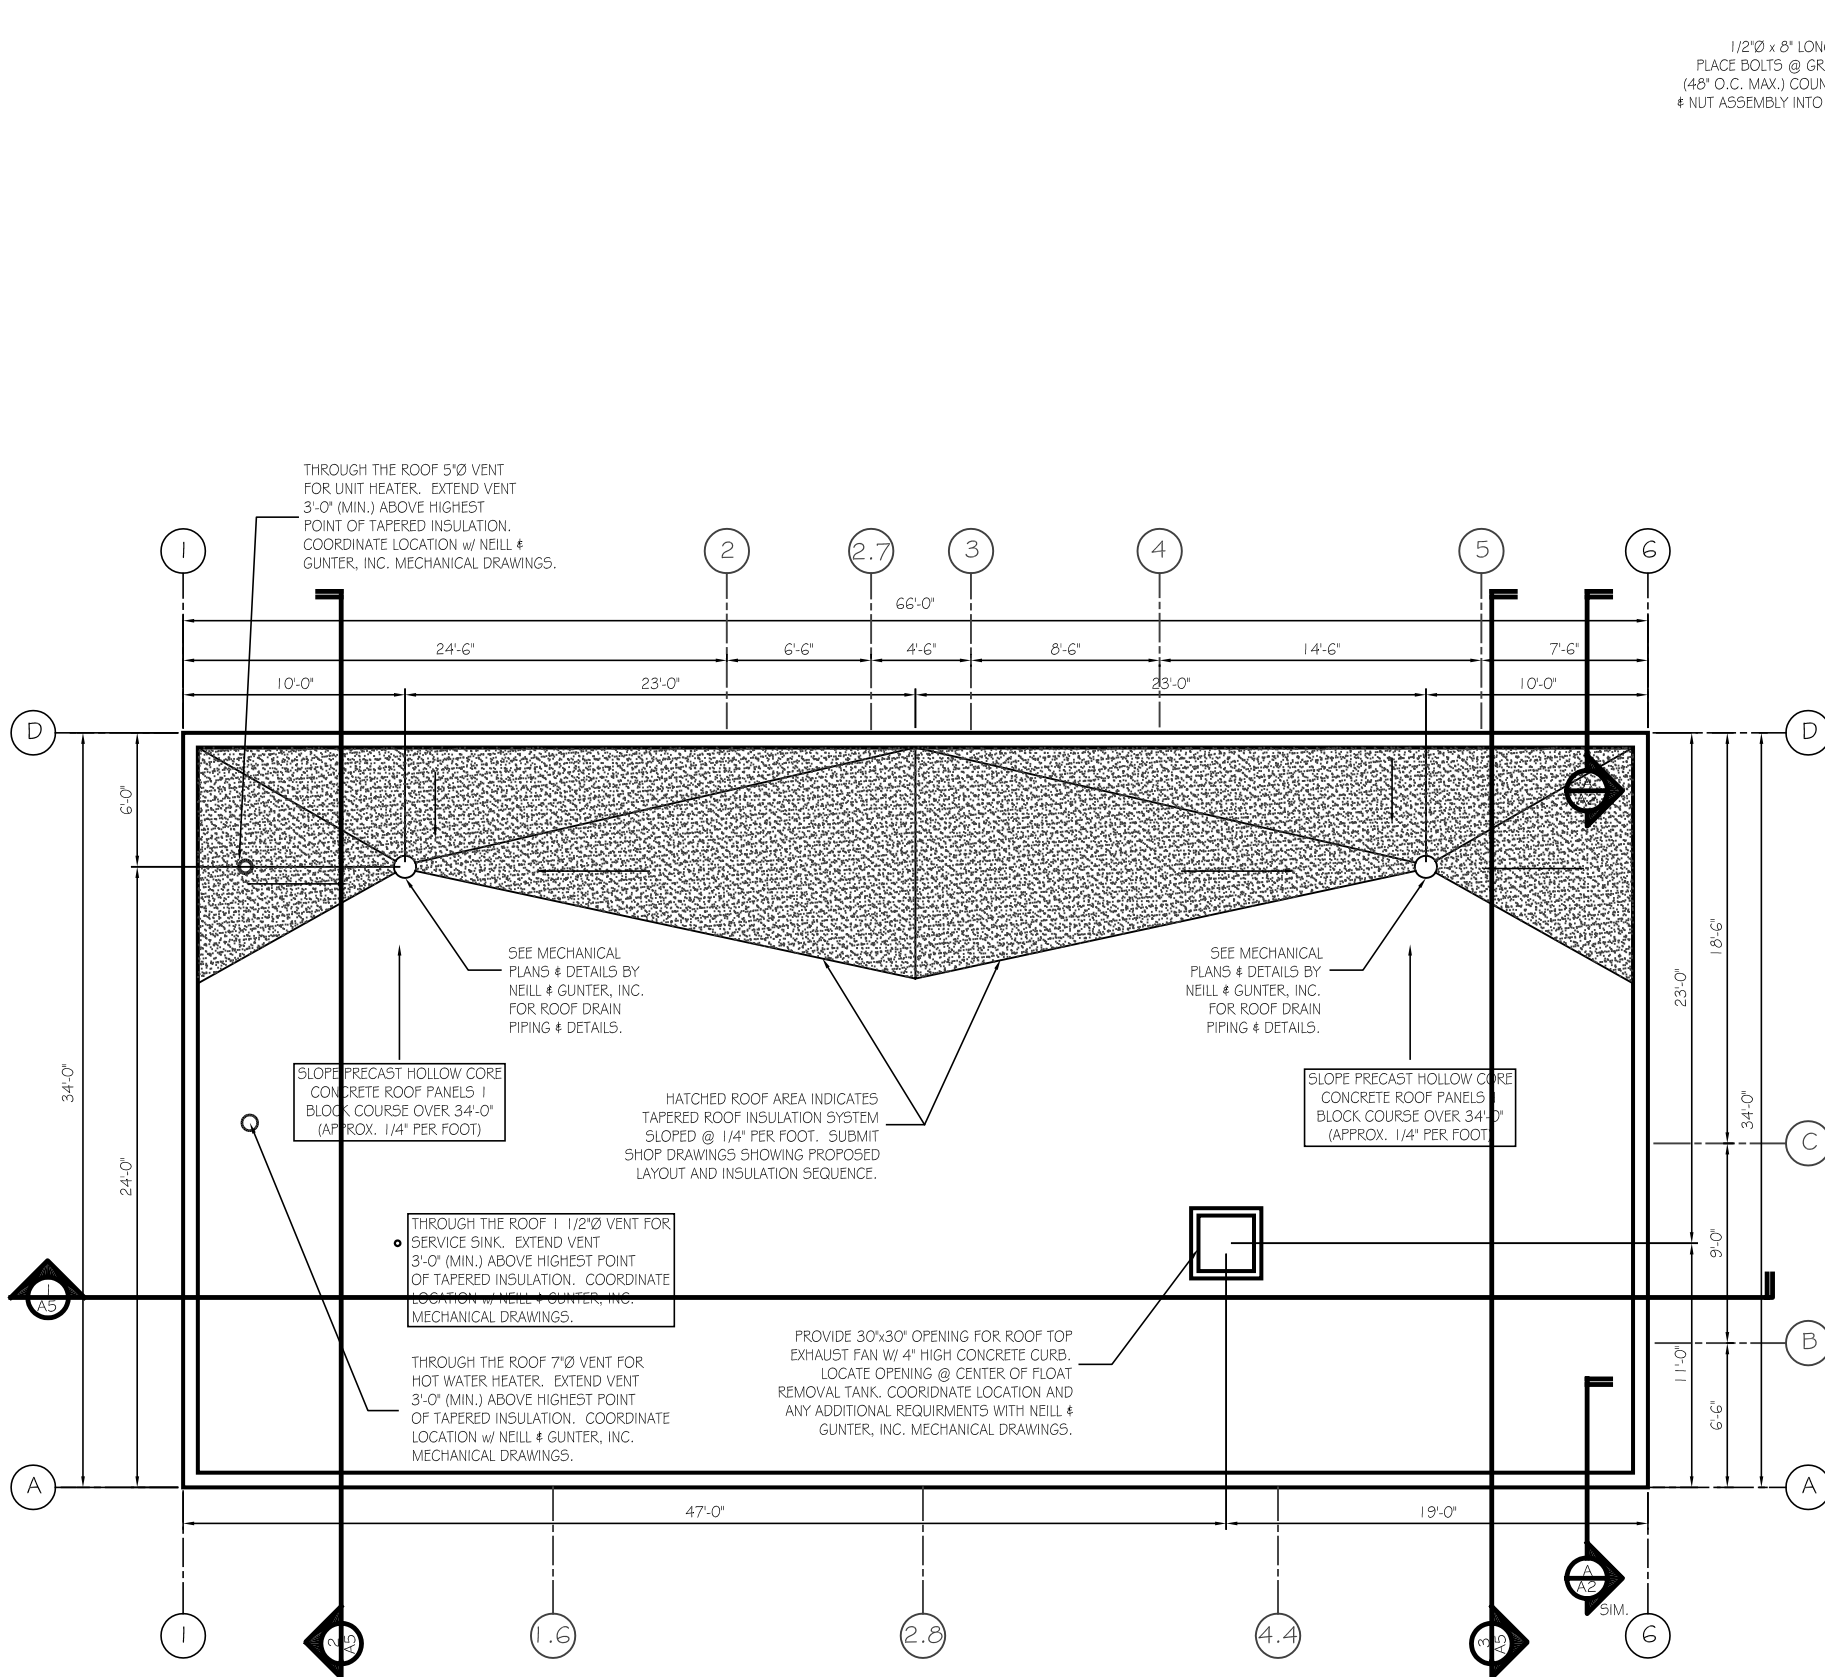 1/2"Ø x 8" LON
PLACE BOLTS @ GR
(48" O.C. MAX.) COUN
& NUT ASSEMBLY INTO
THROUGH THE ROOF 5"Ø VENT
FOR UNIT HEATER. EXTEND VENT
3'-0" (MIN.) ABOVE HIGHEST
POINT OF TAPERED INSULATION.
COORDINATE LOCATION w/ NEILL &
GUNTER, INC. MECHANICAL DRAWINGS.
1 2 2.7 3 4 5 6
66'-0"
24'-6" 6'-6" 4'-6" 8'-6" 14'-6" 7'-6"
10'-0" 23'-0" 23'-0" 10'-0"
D
D
6'-0"
24'-0"
34'-0"
18'-6"
23'-0"
34'-0"
9'-0"
11'-0"
6'-6"
SEE MECHANICAL
PLANS & DETAILS BY
NEILL & GUNTER, INC.
FOR ROOF DRAIN
PIPING & DETAILS.
SEE MECHANICAL
PLANS & DETAILS BY
NEILL & GUNTER, INC.
FOR ROOF DRAIN
PIPING & DETAILS.
SLOPE PRECAST HOLLOW CORE
CONCRETE ROOF PANELS 1
BLOCK COURSE OVER 34'-0"
(APPROX. 1/4" PER FOOT)
HATCHED ROOF AREA INDICATES
TAPERED ROOF INSULATION SYSTEM
SLOPED @ 1/4" PER FOOT. SUBMIT
SHOP DRAWINGS SHOWING PROPOSED
LAYOUT AND INSULATION SEQUENCE.
SLOPE PRECAST HOLLOW CORE
CONCRETE ROOF PANELS 1
BLOCK COURSE OVER 34'-0"
(APPROX. 1/4" PER FOOT)
C
THROUGH THE ROOF 1 1/2"Ø VENT FOR
SERVICE SINK. EXTEND VENT
3'-0" (MIN.) ABOVE HIGHEST POINT
OF TAPERED INSULATION. COORDINATE
LOCATION w/ NEILL & GUNTER, INC.
MECHANICAL DRAWINGS.
1
A5
B
THROUGH THE ROOF 7"Ø VENT FOR
HOT WATER HEATER. EXTEND VENT
3'-0" (MIN.) ABOVE HIGHEST POINT
OF TAPERED INSULATION. COORDINATE
LOCATION w/ NEILL & GUNTER, INC.
MECHANICAL DRAWINGS.
PROVIDE 30"x30" OPENING FOR ROOF TOP
EXHAUST FAN W/ 4" HIGH CONCRETE CURB.
LOCATE OPENING @ CENTER OF FLOAT
REMOVAL TANK. COORIDNATE LOCATION AND
ANY ADDITIONAL REQUIRMENTS WITH NEILL &
GUNTER, INC. MECHANICAL DRAWINGS.
A
A
47'-0" 19'-0"
A
A2
SIM.
1 1.6 2.8 4.4 6
2
A5
3
A5